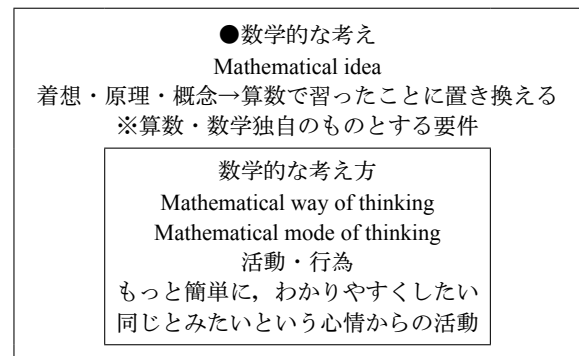 ●数学的な考え
Mathematical idea
着想・原理・概念→算数で習ったことに置き換える
※算数・数学独自のものとする要件
数学的な考え方
Mathematical way of thinking
Mathematical mode of thinking
活動・行為
もっと簡単に，わかりやすくしたい
同じとみたいという心情からの活動